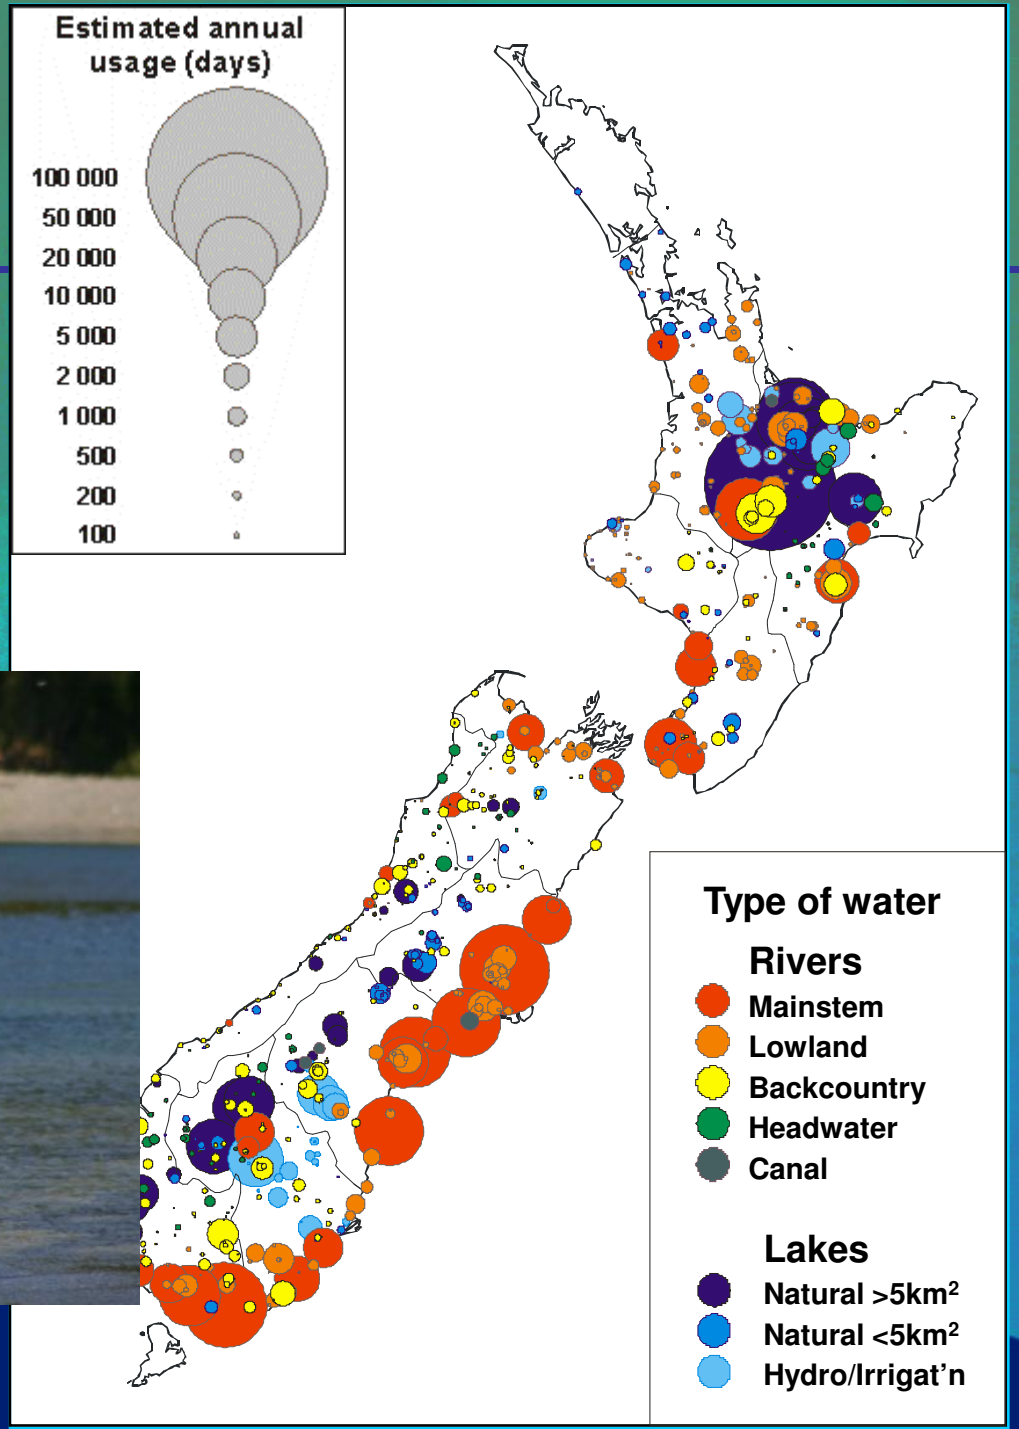 Estimated annual
usage (days)
100 000
50 000
20 000
10 000
5 000
2 000
1 000
500
200
100
Type of water
Rivers
Mainstem
Lowland
Backcountry
Headwater
Canal
Lakes
Natural >5km²
Natural <5km²
Hydro/Irrigat’n